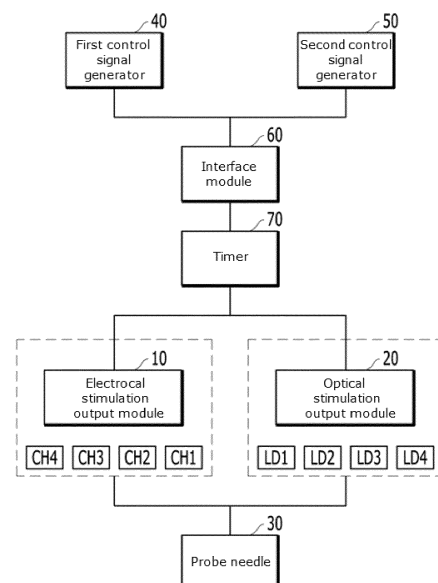 40
First control
signal
generator
50
Second control
signal
generator
60
Interface
module
70
Timer
10
Electrocal
stimulation
output module
20
Optical
stimulation
output module
CH4 CH3 CH2 CH1
LD1 LD2 LD3 LD4
30
Probe needle